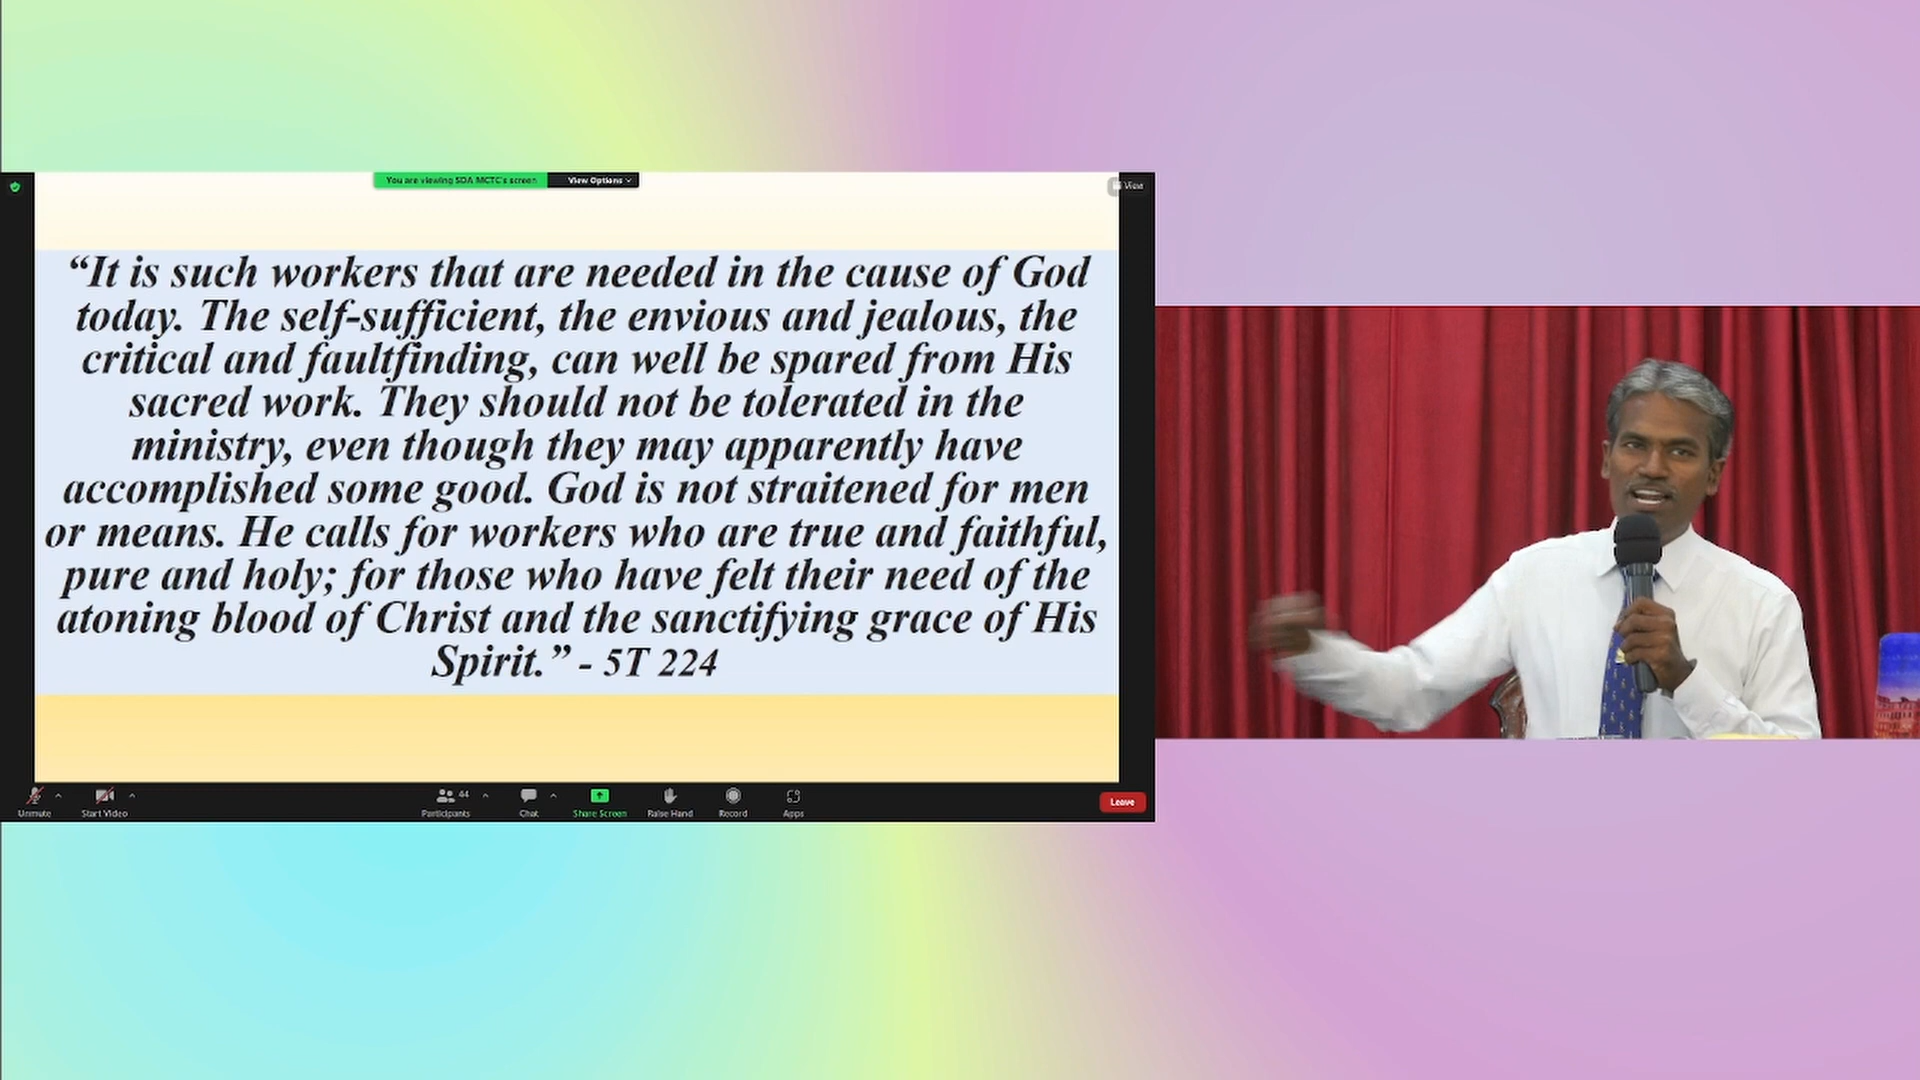 You are viewing SDA MCTC's screen
View Options
View
“It is such workers that are needed in the cause of God
today. The self-sufficient, the envious and jealous, the
critical and faultfinding, can well be spared from His
sacred work. They should not be tolerated in the
ministry, even though they may apparently have
accomplished some good. God is not straitened for men
or means. He calls for workers who are true and faithful,
pure and holy; for those who have felt their need of the
atoning blood of Christ and the sanctifying grace of His
Spirit.” - 5T 224
Unmute
Start Video
44
Participants
Chat
Share Screen
Raise Hand
Record
Apps
Leave